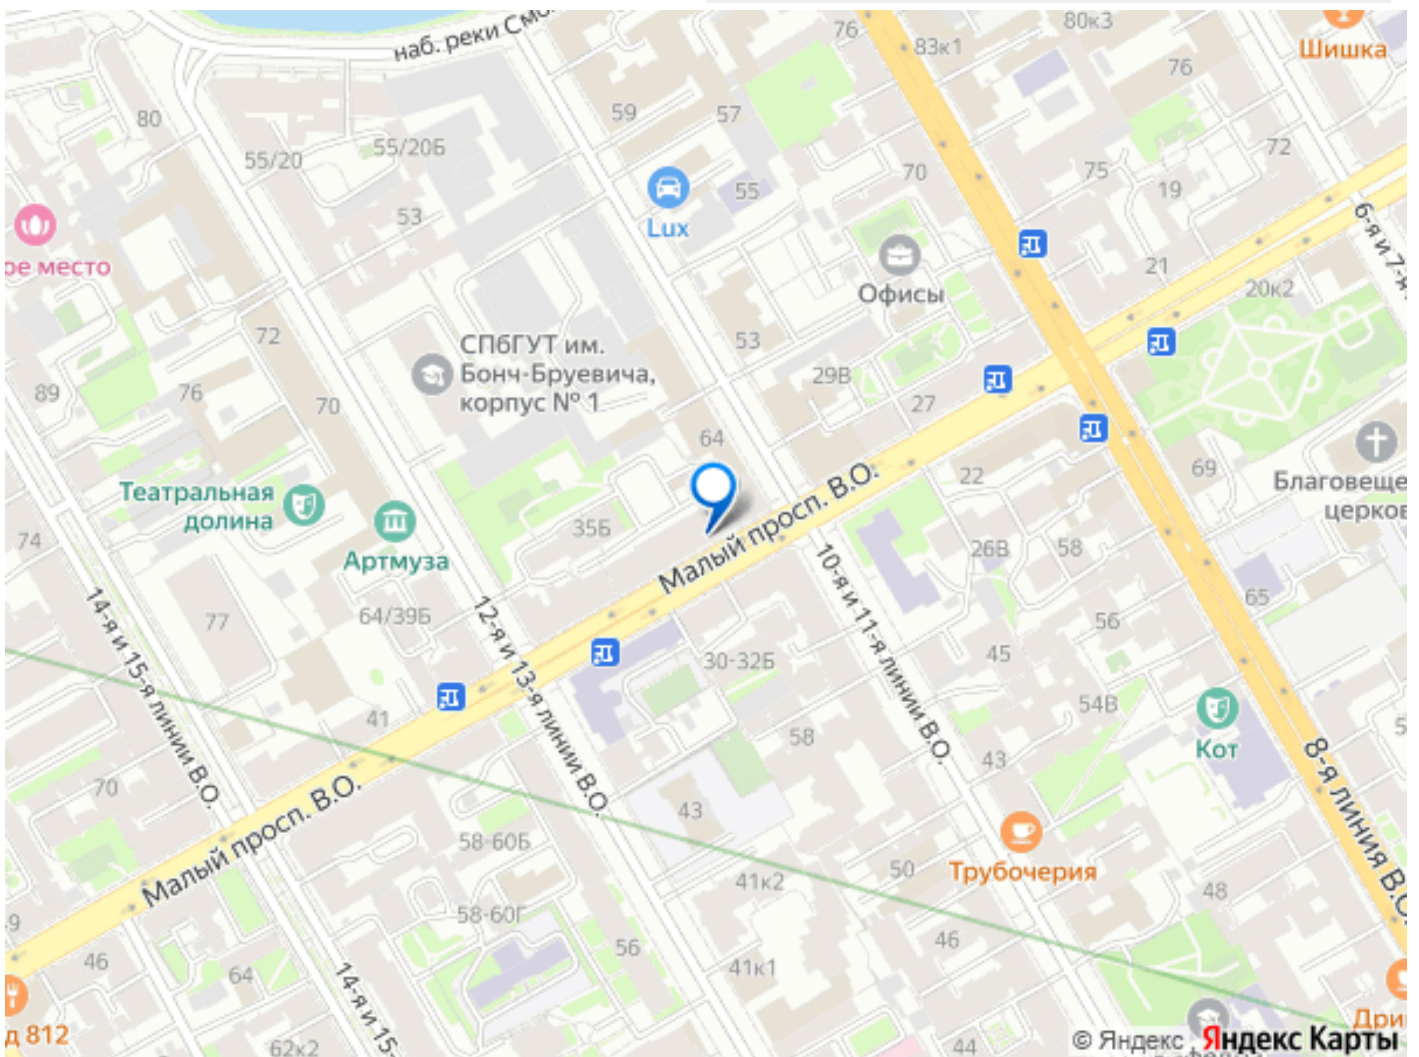 наб. реки Смо
76
83к1
80к3
Шишка
76
80
59
57
55/20
55/20Б
70
75
72
19
55
Lux
53
ое место
6-я и 7-я
21
20к2
Офисы
72
СПбГУТ им.
Бонч-Бруевича,
корпус № 1
53
29В
27
89
76
70
64
22
69
Благовеще
церков
Театральная
долина
Артмуза
35Б
Малый просп. В.О.
26В
58
74
77
64/39Б
14-я и 15-я линии В.О.
12-я и 13-я линии В.О.
10-я и 11-я линии В.О.
65
56
45
30-32Б
54В
Кот
41
58
43
8-я линия В.О.
70
Малый просп. В.О.
43
58-60Б
50
Трубочерия
41к2
48
58-60Г
56
46
41к1
46
64
14-я и 15-
д 812
62к2
44
Дри
© Яндекс Яндекс Карты